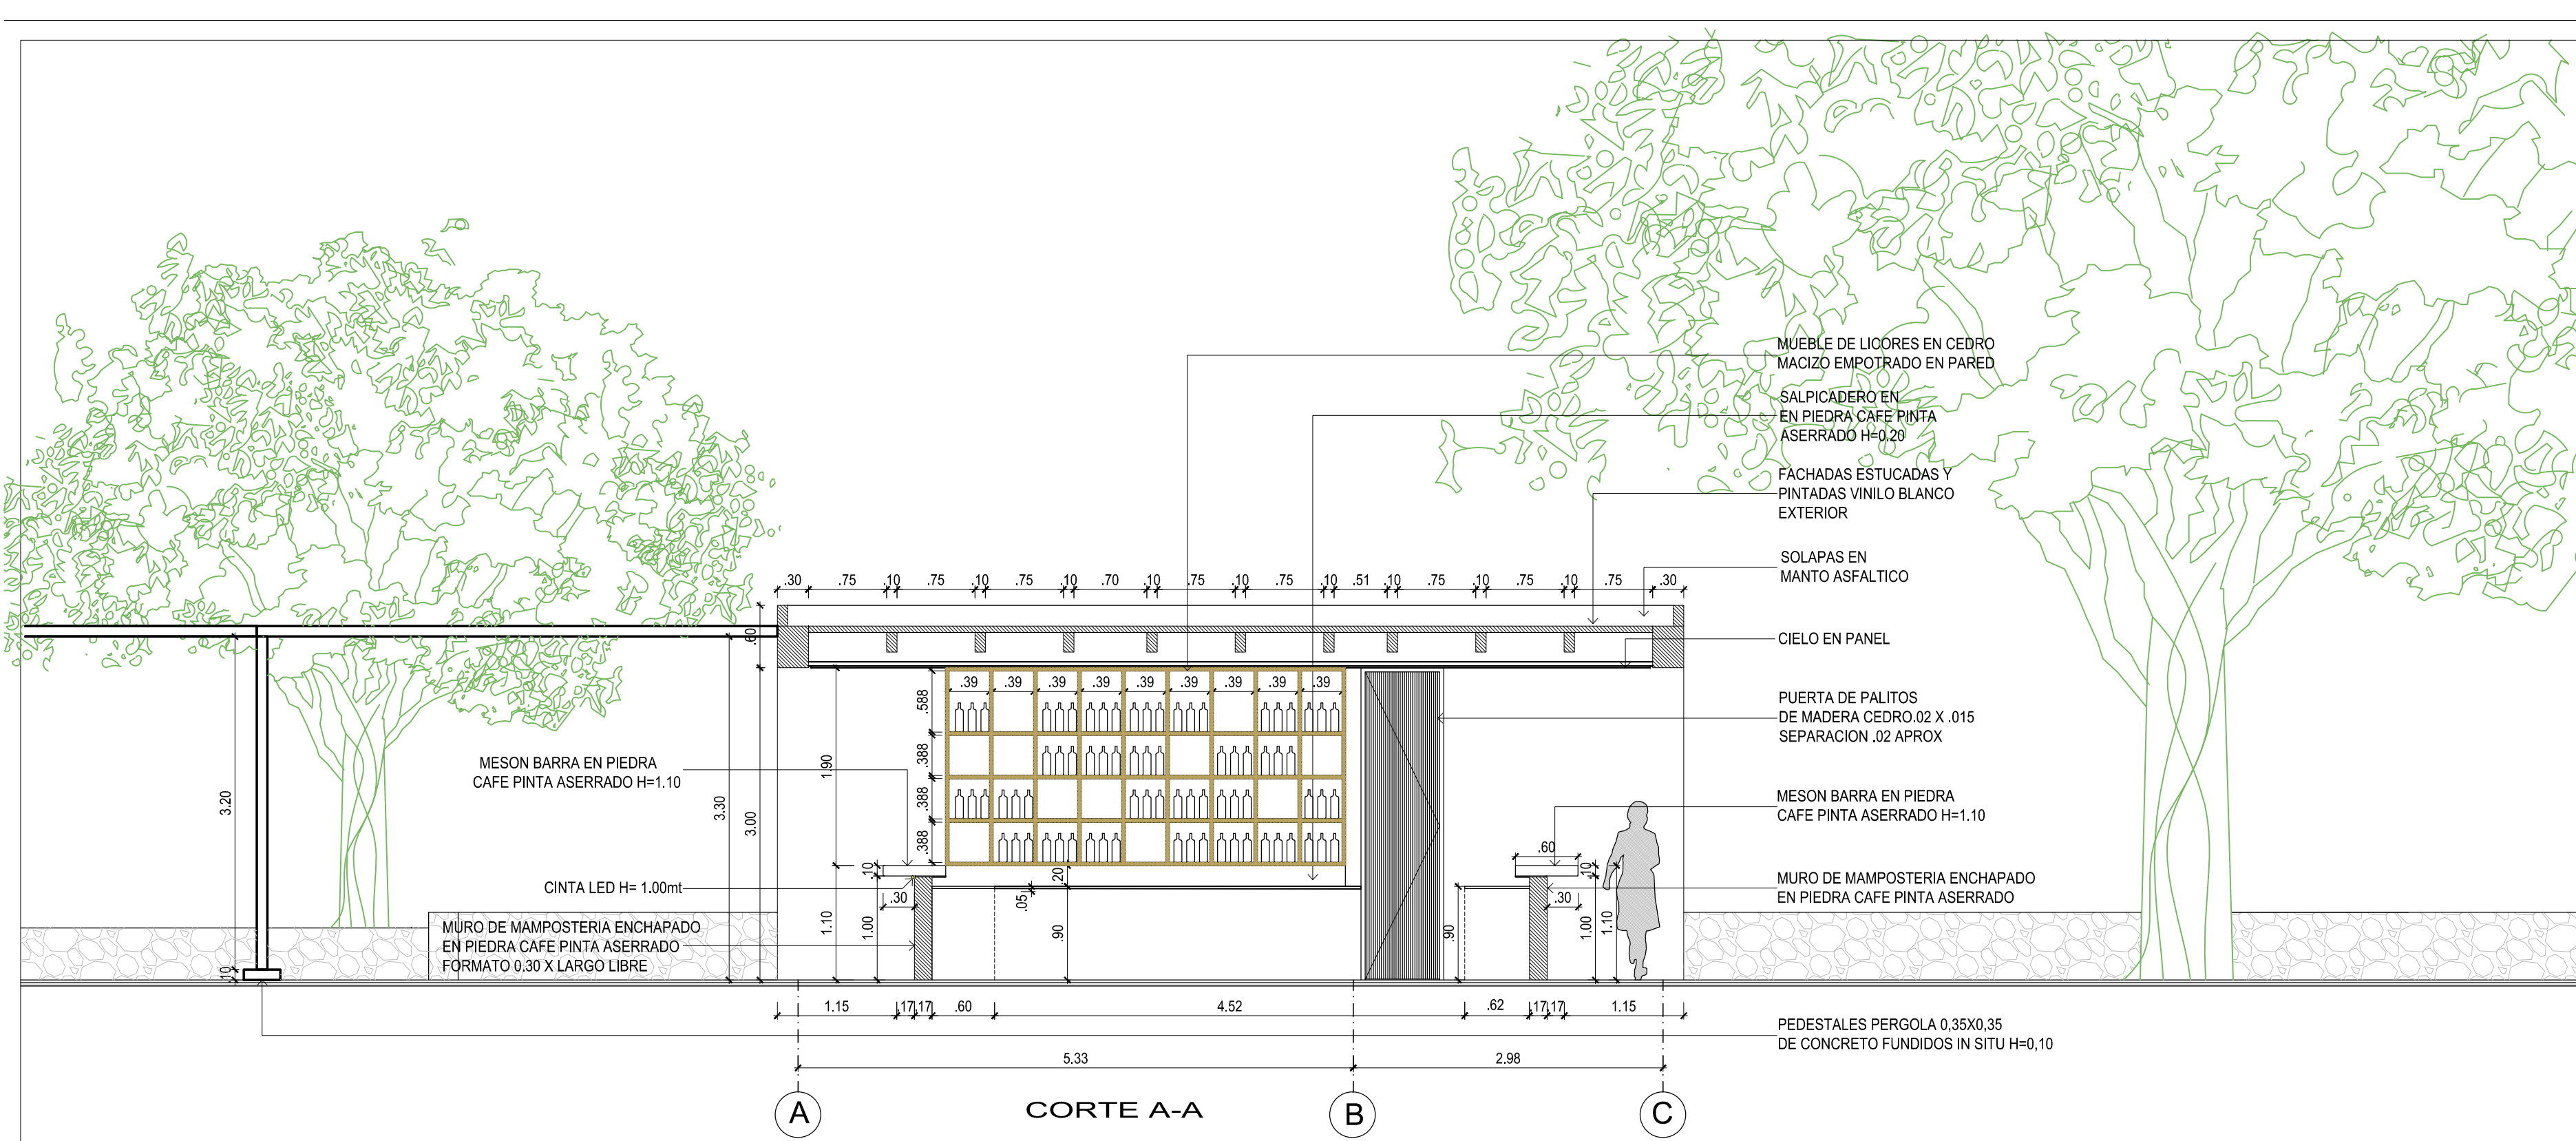 MUEBLE DE LICORES EN CEDRO
MACIZO EMPOTRADO EN PARED
SALPICADERO EN
EN PIEDRA CAFE PINTA
ASERRADO H=0.20
FACHADAS ESTUCADAS Y
PINTADAS VINILO BLANCO
EXTERIOR
SOLAPAS EN
MANTO ASFALTICO
.30 .75 .10 .75 .10 .75 .10 .70 .10 .75 .10 .75 .10 .51 .10 .75 .10 .75 .10 .75 .30
.60
CIELO EN PANEL
.39 .39 .39 .39 .39 .39 .39 .39 .39
.588
.388
.388
.388
PUERTA DE PALITOS
DE MADERA CEDRO.02 X .015
SEPARACION .02 APROX
MESON BARRA EN PIEDRA
CAFE PINTA ASERRADO H=1.10
1.90
3.20
3.30
3.00
MESON BARRA EN PIEDRA
CAFE PINTA ASERRADO H=1.10
.60
.10
.10
.20
CINTA LED H= 1.00mt
.30
.05
.30
MURO DE MAMPOSTERIA ENCHAPADO
EN PIEDRA CAFE PINTA ASERRADO
MURO DE MAMPOSTERIA ENCHAPADO
EN PIEDRA CAFE PINTA ASERRADO
FORMATO 0.30 X LARGO LIBRE
1.10
1.00
.90
.90
1.00
1.10
.10
1.15 .17 .17 .60 4.52 .62 .17 .17 1.15
PEDESTALES PERGOLA 0,35X0,35
DE CONCRETO FUNDIDOS IN SITU H=0,10
5.33 2.98
A B C
CORTE A-A